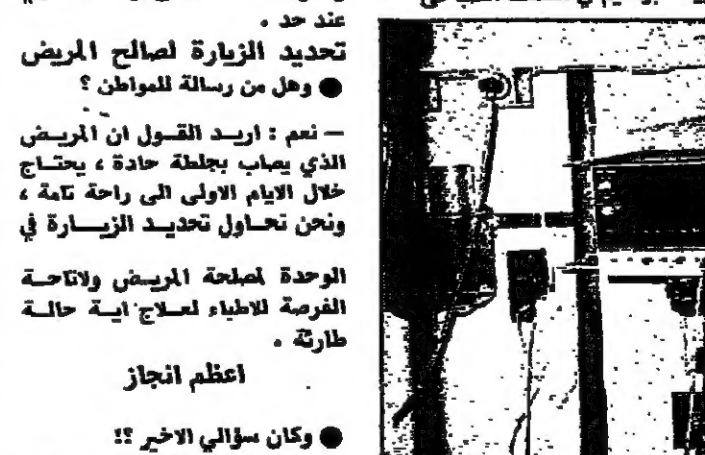 عند حد .
تحديد الزيارة لصالح المريض
● وهل من رسالة للمواطن ؟
— نعم : اريد القول ان المريض
الذي يصاب بجلطة حادة ، يحتاج
خلال الايام الاولى الى راحة تامة ،
ونحن نحاول تحديد الزيارة في
الوحدة لمصلحة المريض ولاتاحة
الفرصة للاطباء لعلاج اية حالة
طارئة .
اعظم انجاز
● وكان سؤالي الاخير ؟!